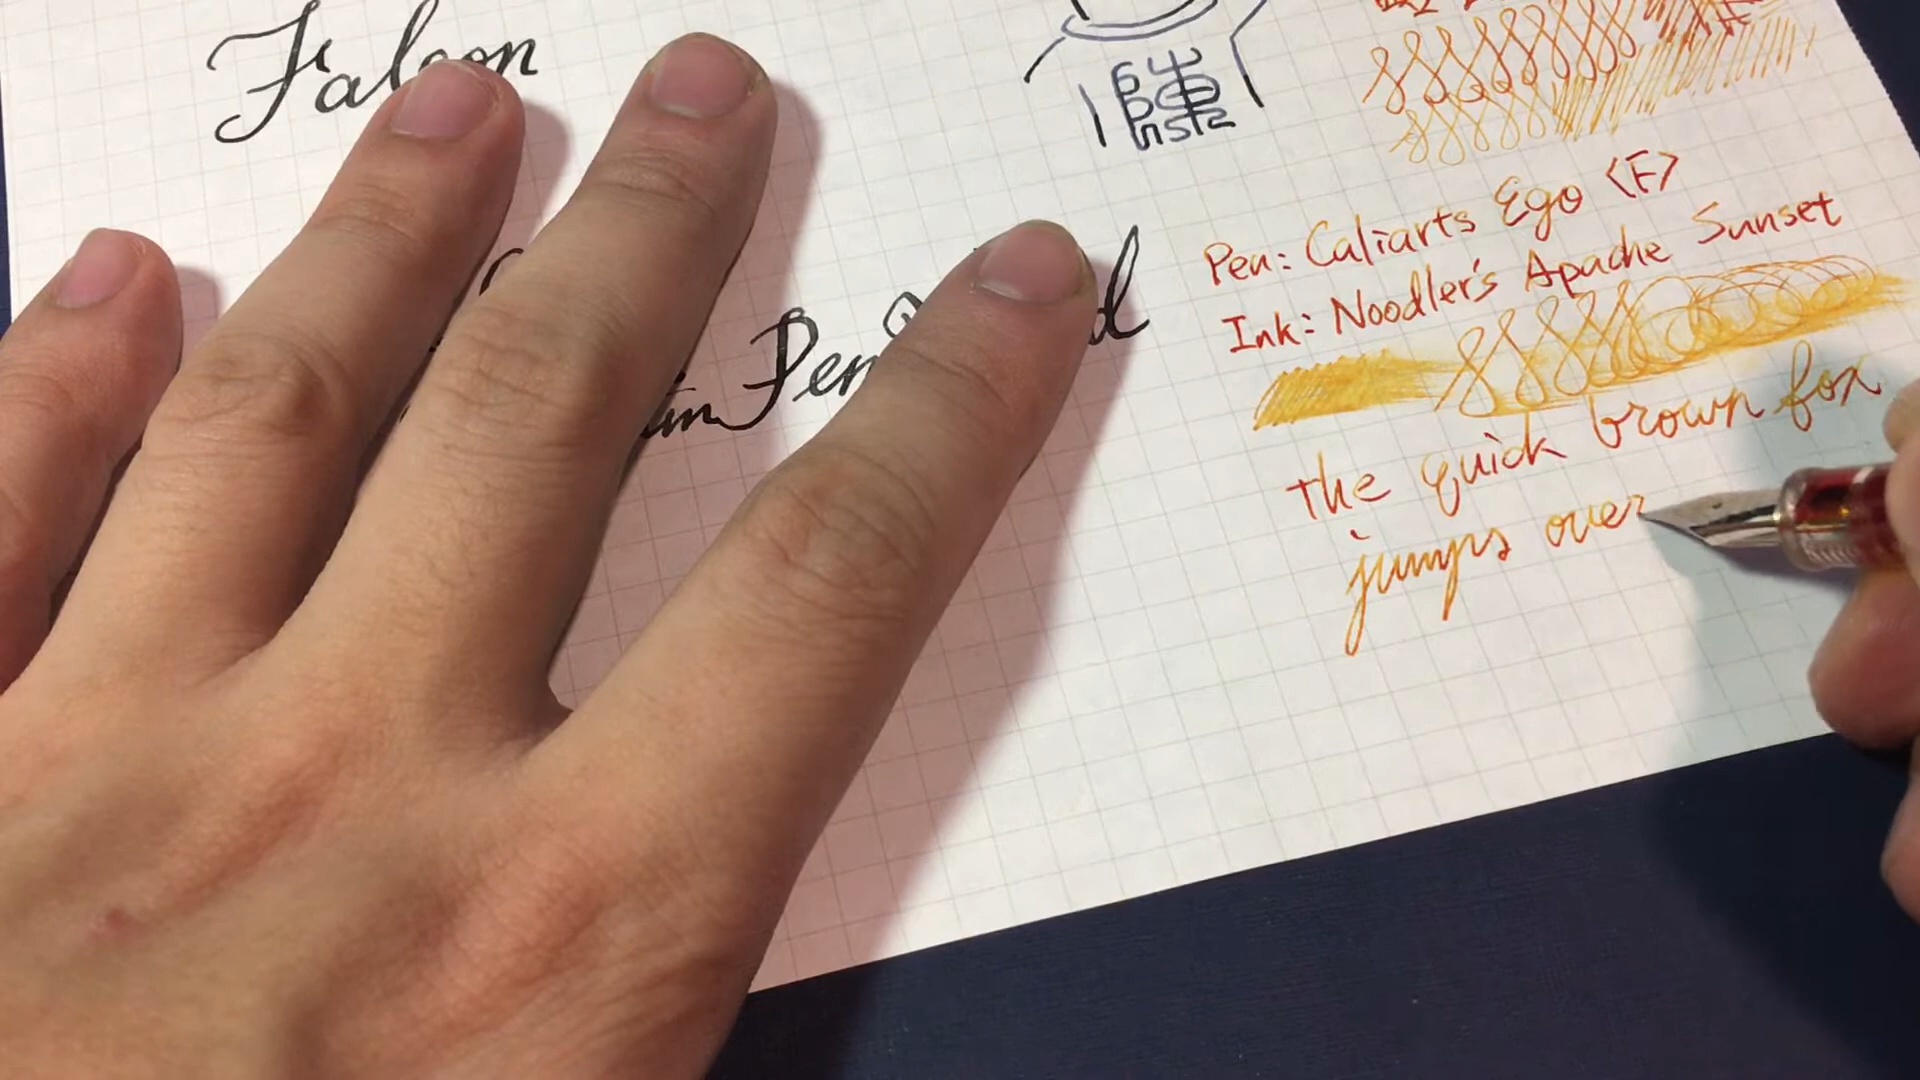 Falcon
Pen: Caliarts Ego <F>
Ink: Noodler's Apache Sunset
the quick brown fox
jumps over